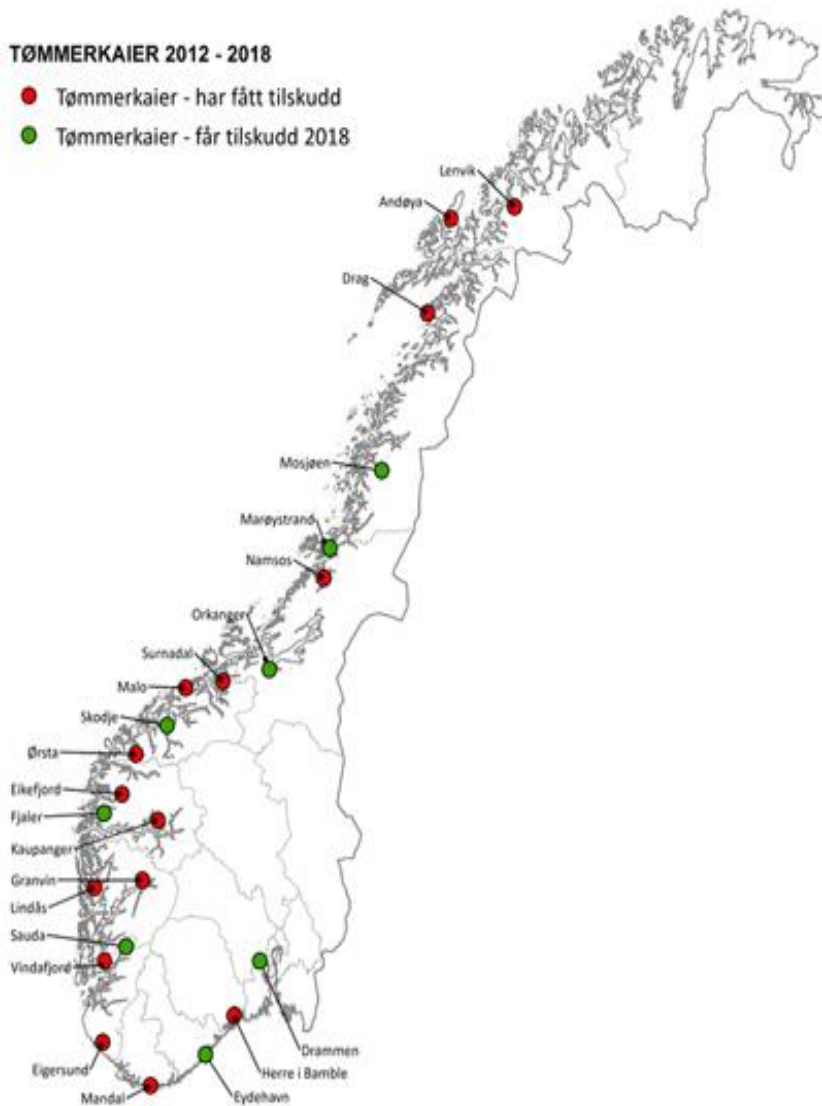 TØMMERKAIER 2012 - 2018
Tømmerkaier - har fått tilskudd
Tømmerkaier - får tilskudd 2018
Lenvik
Andøya
Drag
Mosjøen
Marøystrand
Namsos
Orkanger
Surnadal
Malo
Skodje
Ørsta
Eikefjord
Fjaler
Kaupanger
Granvin
Lindås
Sauda
Vindafjord
Drammen
Eigersund
Herre i Bamble
Mandal
Eydehavn